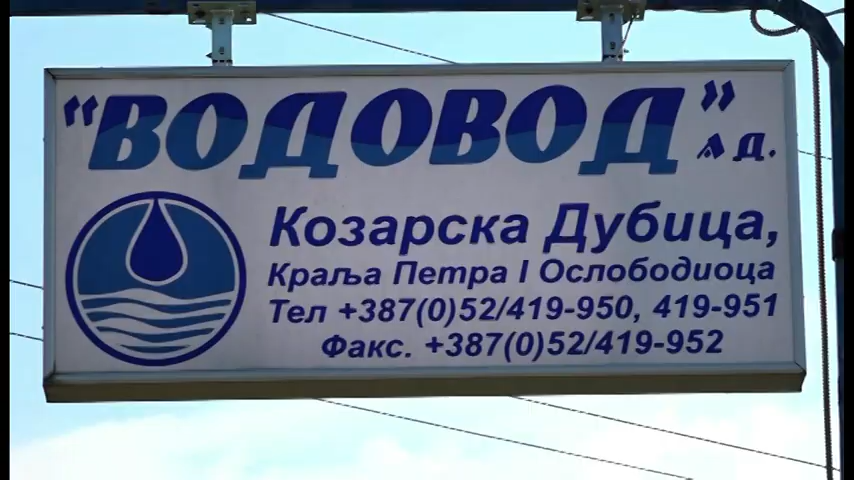 "ВОДОВОД" А Д.
Козарска Дубица,
Краља Петра I Ослободиоца
Тел +387(0)52/419-950, 419-951
Факс. +387(0)52/419-952